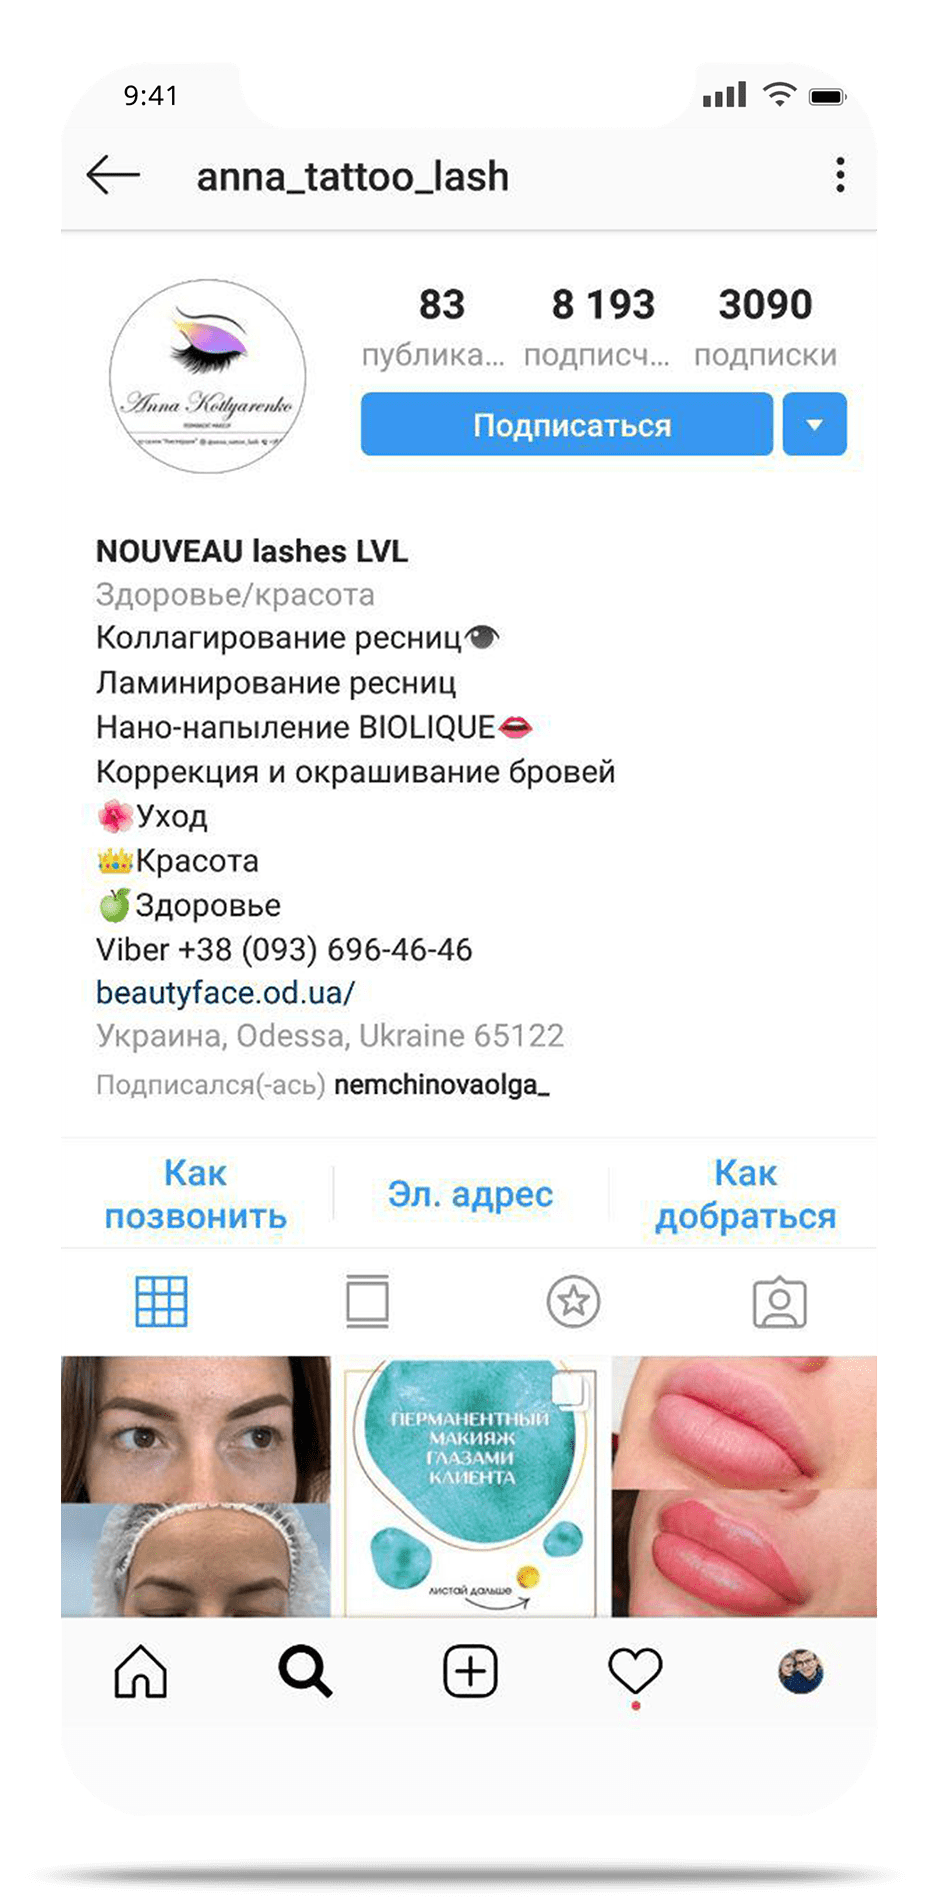 9:41
anna_tattoo_lash
83
8 193
3090
публика...
подписч...
подписки
Anna Kotlyarenko
PERMANENT MAKEUP
Подписаться
NOUVEAU lashes LVL
Здоровье/красота
Коллагирование ресниц
Ламинирование ресниц
Нано-напыление BIOLIQUE
Коррекция и окрашивание бровей
Уход
Красота
Здоровье
Viber +38 (093) 696-46-46
beautyface.od.ua/
Украина, Odessa, Ukraine 65122
Подписался(-ась) nemchinovaolga_
Как
позвонить
Эл. адрес
Как
добраться
ПЕРМАНЕНТНЫЙ
МАКИЯЖ
ГЛАЗАМИ
КЛИЕНТА
листай дальше